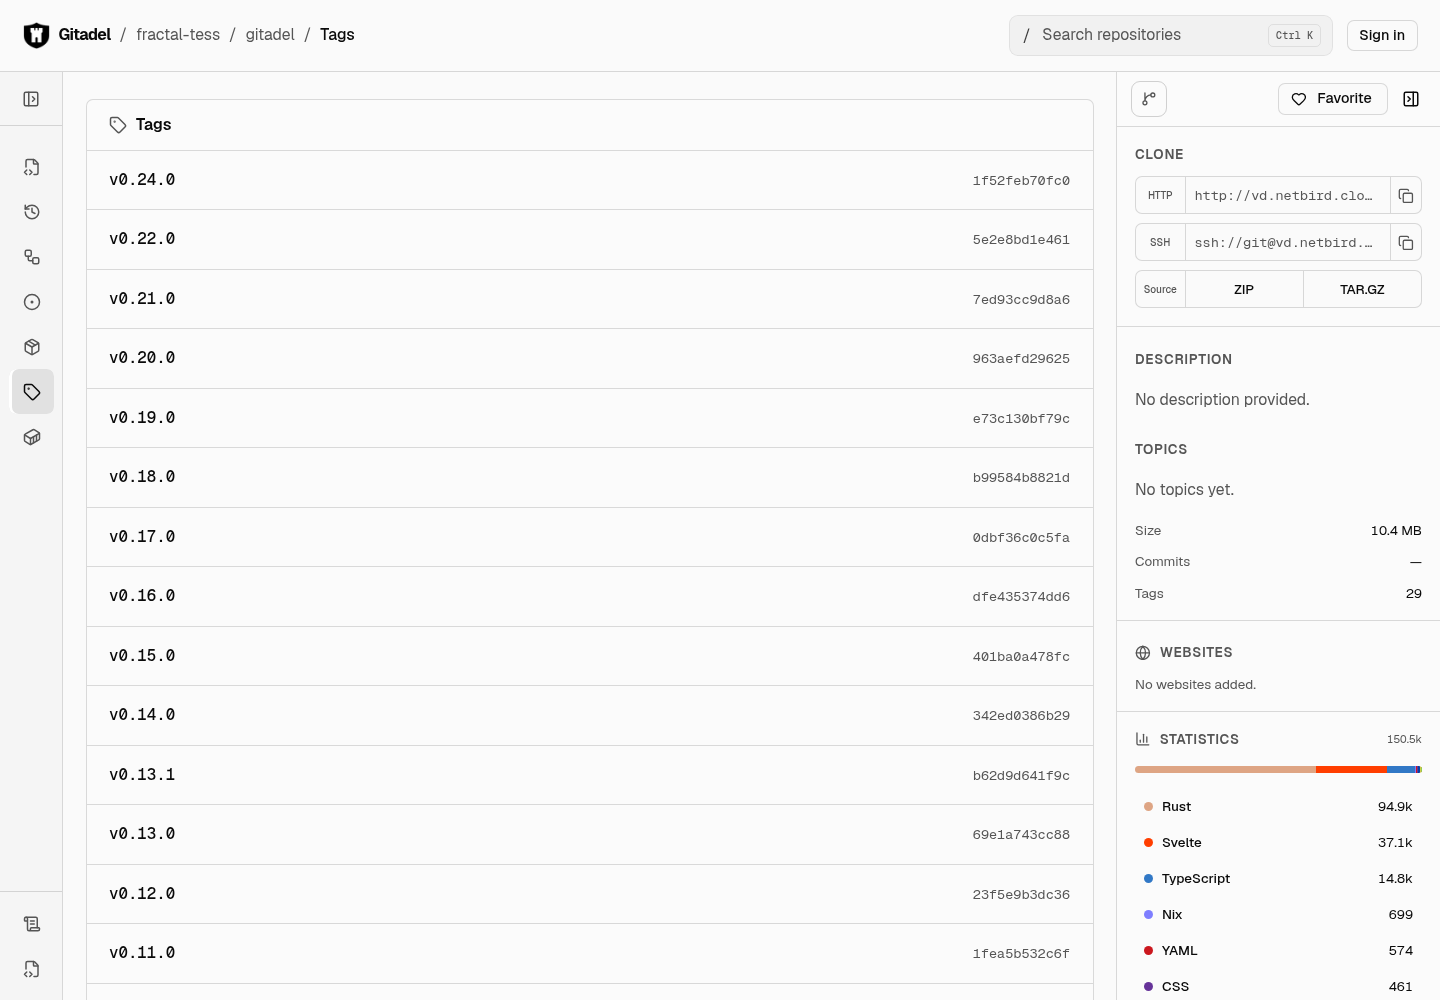 Gitadel / fractal-tess / gitadel / Tags
/ Search repositories Ctrl K
Sign in
Tags
v0.24.0 1f52feb70fc0
v0.22.0 5e2e8bd1e461
v0.21.0 7ed93cc9d8a6
v0.20.0 963aefd29625
v0.19.0 e73c130bf79c
v0.18.0 b99584b8821d
v0.17.0 0dbf36c0c5fa
v0.16.0 dfe435374dd6
v0.15.0 401ba0a478fc
v0.14.0 342ed0386b29
v0.13.1 b62d9d641f9c
v0.13.0 69e1a743cc88
v0.12.0 23f5e9b3dc36
v0.11.0 1fea5b532c6f
Favorite
CLONE
HTTP http://vd.netbird.clo…
SSH ssh://git@vd.netbird.…
Source ZIP TAR.GZ
DESCRIPTION
No description provided.
TOPICS
No topics yet.
Size 10.4 MB
Commits —
Tags 29
WEBSITES
No websites added.
STATISTICS 150.5k
Rust 94.9k
Svelte 37.1k
TypeScript 14.8k
Nix 699
YAML 574
CSS 461